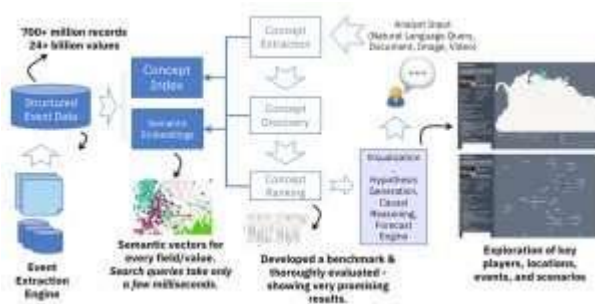 700+ million records
24+ billion values
Structured
Event Data
Event
Extraction
Engine
Concept
Index
Semantic
Embeddings
Semantic vectors for
every field/value.
Search queries take only
a few milliseconds.
Concept
Extraction
Concept
Discovery
Concept
Ranking
Developed a benchmark &
thoroughly evaluated -
showing very promising
results.
Analyst Input
(Natural Language Query,
Document, Image, Video)
Visualization
Hypothesis
Generation,
Causal
Reasoning,
Forecast
Engine
Exploration of key
players, locations,
events, and scenarios